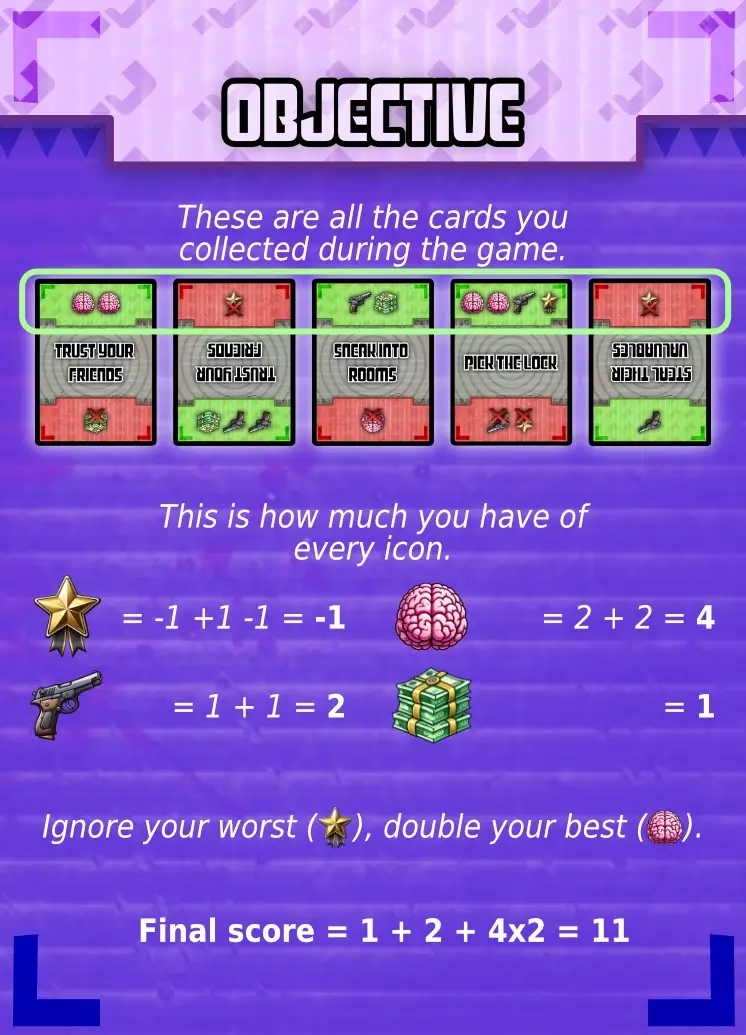 OBJECTIVE
These are all the cards you
collected during the game.
TRUST YOUR
FRIENDS
TRUST YOUR
FRIENDS
SNEAK INTO
ROOMS
PICK THE LOCK
STEAL THEIR
VALUABLES
This is how much you have of
every icon.
= -1 +1 -1 = -1
= 2 + 2 = 4
= 1 + 1 = 2
= 1
Ignore your worst ( ), double your best ( ).
Final score = 1 + 2 + 4x2 = 11